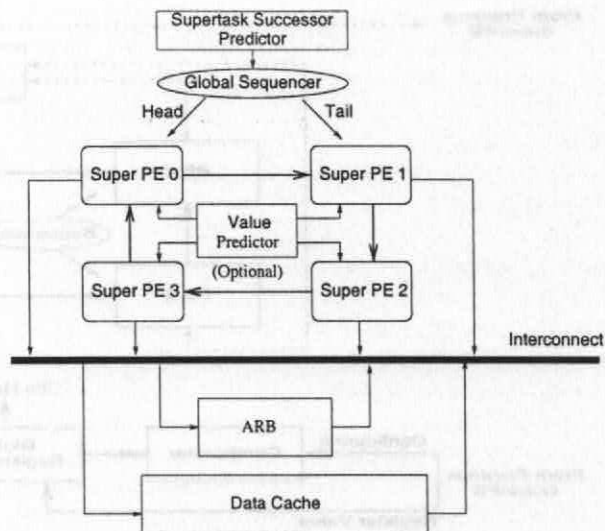 Supertask Successor
Predictor
Global Sequencer
Head
Tail
Super PE 0
Super PE 1
Value
Predictor
(Optional)
Super PE 3
Super PE 2
Interconnect
ARB
Data Cache